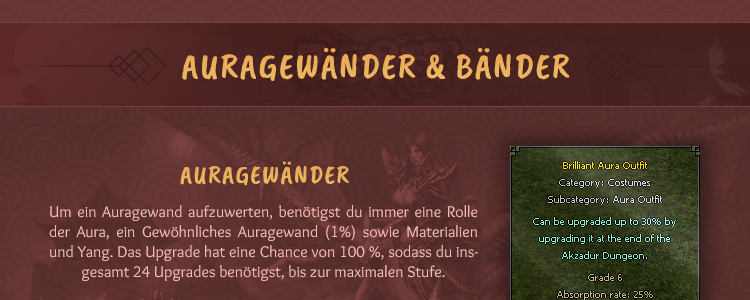 AURAGEWÄNDER & BÄNDER
AURAGEWÄNDER
Um ein Auragewand aufzuwerten, benötigst du immer eine Rolle
der Aura, ein Gewöhnliches Auragewand (1%) sowie Materialien
und Yang. Das Upgrade hat eine Chance von 100 %, sodass du ins-
gesamt 24 Upgrades benötigst, bis zur maximalen Stufe.
Brilliant Aura Outfit
Category: Costumes
Subcategory: Aura Outfit
Can be upgraded up to 30% by
upgrading it at the end of the
Akzadur Dungeon.
Grade 6
Absorption rate: 25%